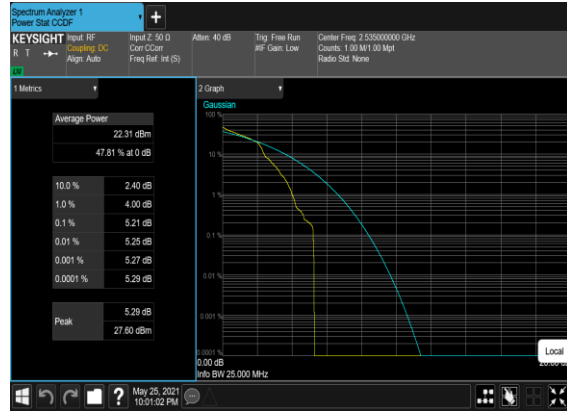 Spectrum Analyzer 1
Power Stat CCDF
KEYSIGHT
R T
LXI
Input: RF
Coupling: DC
Align: Auto
Input Z: 50 Ω
Corr CCorr
Freq Ref: Int (S)
Atten: 40 dB
Trig: Free Run
#IF Gain: Low
Center Freq: 2.535000000 GHz
Counts: 1.00 M/1.00 Mpt
Radio Std: None
1 Metrics
Average Power
22.31 dBm
47.81 % at 0 dB
10.0 % 2.40 dB
1.0 % 4.00 dB
0.1 % 5.21 dB
0.01 % 5.25 dB
0.001 % 5.27 dB
0.0001 % 5.29 dB
Peak
5.29 dB
27.60 dBm
2 Graph
Gaussian
100 %
10 %
1 %
0.1 %
0.01 %
0.001 %
0.0001 %
0.00 dB
Info BW 25.000 MHz
Local
?
May 25, 2021
10:01:02 PM